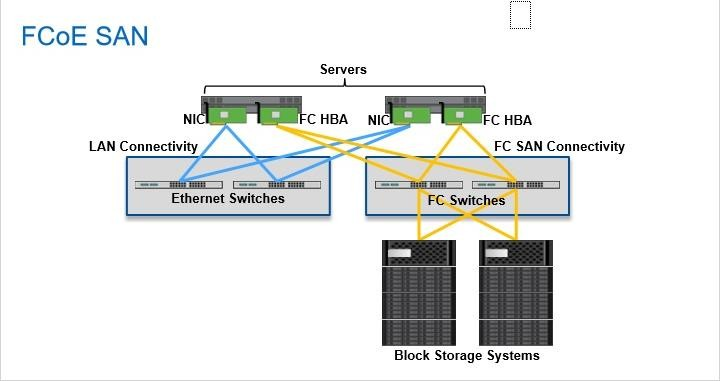 FCoE SAN
Servers
NIC
FC HBA
NIC
FC HBA
LAN Connectivity
FC SAN Connectivity
Ethernet Switches
FC Switches
Block Storage Systems